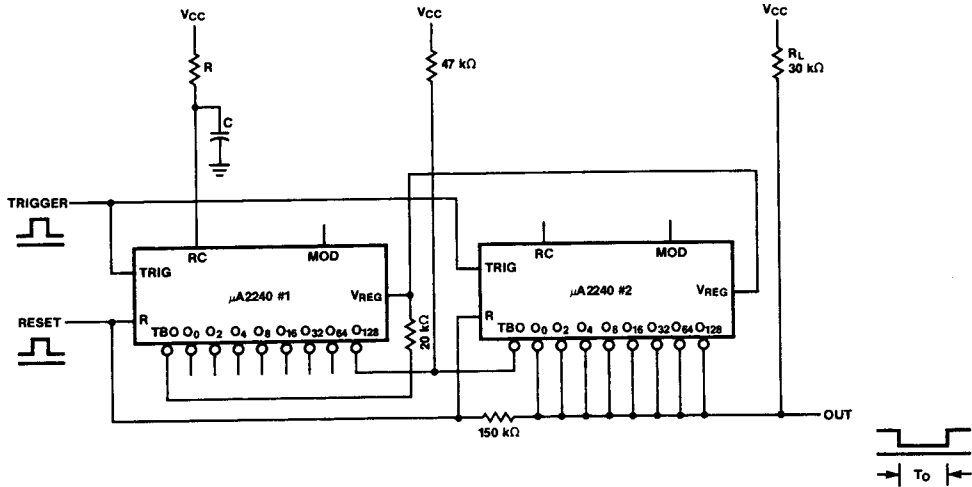 VCC VCC VCC
R 47 kΩ RL
30 kΩ
C
TRIGGER
RC MOD RC MOD
TRIG TRIG
μA2240 #1 VREG μA2240 #2 VREG
RESET R R
20 kΩ
TBO O0 O2 O4 O8 O16 O32 O64 O128 TBO O0 O2 O4 O8 O16 O32 O64 O128
150 kΩ OUT
TO